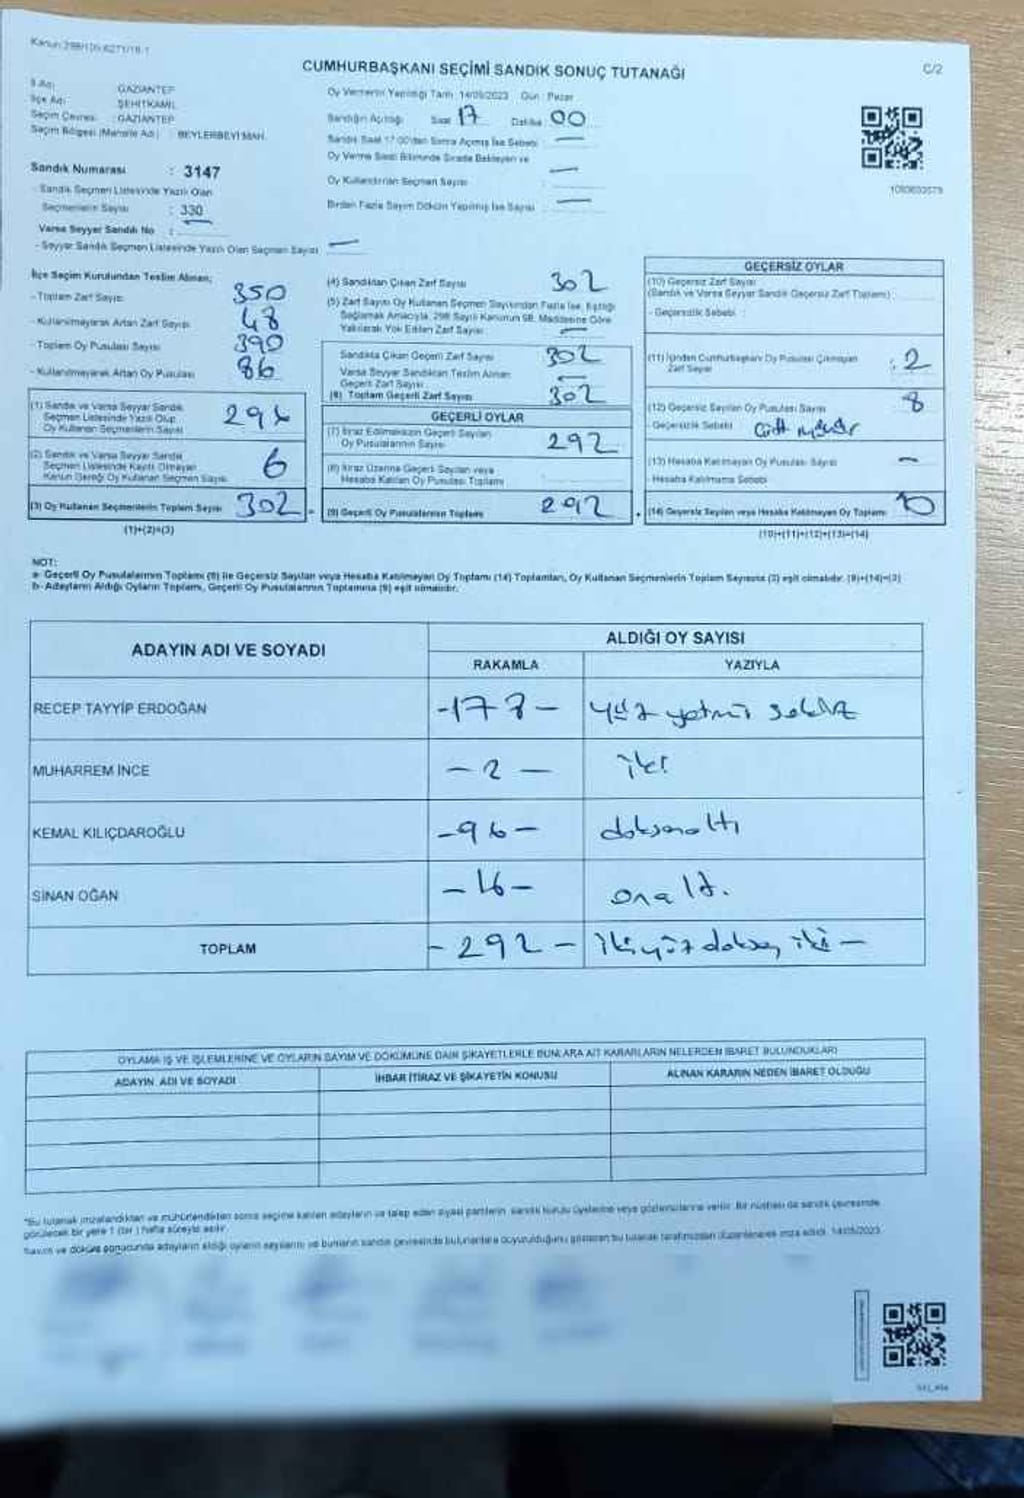 Kanun:298/105-6271/18-1
CUMHURBAŞKANI SEÇİMİ SANDIK SONUÇ TUTANAĞI
C/2
İl Adı : GAZİANTEP
İlçe Adı : ŞEHİTKAMİL
Seçim Çevresi : GAZİANTEP
Seçim Bölgesi (Mahalle Adı) : BEYLERBEYİ MAH.
Sandık Numarası : 3147
- Sandık Seçmen Listesinde Yazılı Olan
Seçmenlerin Sayısı : 330
Varsa Seyyar Sandık No :
- Seyyar Sandık Seçmen Listesinde Yazılı Olan Seçmen Sayısı —
Oy Vermenin Yapıldığı Tarih :14/05/2023 Gün : Pazar
Sandığın Açıldığı Saat 17 Dakika : 00
Sandık Saat 17:00'den Sonra Açılmış İse Sebebi —
Oy Verme Saati Bitiminde Sırada Bekleyen ve
Oy Kullandırılan Seçmen Sayısı : —
Birden Fazla Sayım Döküm Yapılmış İse Sayısı : —
İlçe Seçim Kurulundan Teslim Alınan;
- Toplam Zarf Sayısı 350
- Kullanılmayarak Artan Zarf Sayısı 48
- Toplam Oy Pusulası Sayısı 390
- Kullanılmayarak Artan Oy Pusulası 86
(1) Sandık ve Varsa Seyyar Sandık
Seçmen Listesinde Yazılı Olup
Oy Kullanan Seçmenlerin Sayısı 296
(2) Sandık ve Varsa Seyyar Sandık
Seçmen Listesinde Kayıtlı Olmayan
Kanun Gereği Oy Kullanan Seçmen Sayısı 6
(3) Oy Kullanan Seçmenlerin Toplam Sayısı 302
(1)+(2)=(3)
(4) Sandıktan Çıkan Zarf Sayısı 302
(5) Zarf Sayısı Oy Kullanan Seçmen Sayısından Fazla İse, Eşitliği
Sağlamak Amacıyla, 298 Sayılı Kanunun 98. Maddesine Göre
Yakılarak Yok Edilen Zarf Sayısı —
Sandıkta Çıkan Geçerli Zarf Sayısı 302
Varsa Seyyar Sandıktan Teslim Alınan
Geçerli Zarf Sayısı —
(6) Toplam Geçerli Zarf Sayısı 302
GEÇERLİ OYLAR
(7) İtiraz Edilmeksizin Geçerli Sayılan
Oy Pusulalarının Sayısı 292
(8) İtiraz Üzerine Geçerli Sayılan veya
Hesaba Katılan Oy Pusulası Toplamı
(9) Geçerli Oy Pusulalarının Toplamı 292
GEÇERSİZ OYLAR
(10) Geçersiz Zarf Sayısı
(Sandık ve Varsa Seyyar Sandık Geçersiz Zarf Toplamı) :
- Geçersizlik Sebebi :
(11) İçinden Cumhurbaşkanı Oy Pusulası Çıkmayan
Zarf Sayısı : 2
(12) Geçersiz Sayılan Oy Pusulası Sayısı 8
- Geçersizlik Sebebi Çift mühür
(13) Hesaba Katılmayan Oy Pusulası Sayısı —
- Hesaba Katılmama Sebebi
(14) Geçersiz Sayılan veya Hesaba Katılmayan Oy Toplamı 10
(10)+(11)+(12)+(13)=(14)
NOT:
a- Geçerli Oy Pusulalarının Toplamı (9) ile Geçersiz Sayılan veya Hesaba Katılmayan Oy Toplamı (14) Toplamları, Oy Kullanan Seçmenlerin Toplam Sayısına (3) eşit olmalıdır. (9)+(14)=(3)
b- Adayların Aldığı Oyların Toplamı, Geçerli Oy Pusulalarının Toplamına (9) eşit olmalıdır.
ADAYIN ADI VE SOYADI
ALDIĞI OY SAYISI
RAKAMLA YAZIYLA
RECEP TAYYİP ERDOĞAN -178- yüz yetmiş sekiz
MUHARREM İNCE -2- iki
KEMAL KILIÇDAROĞLU -96- doksanaltı
SİNAN OĞAN -16- onaltı
TOPLAM -292- ikiyüz doksan iki-
OYLAMA İŞ VE İŞLEMLERİNE VE OYLARIN SAYIM VE DÖKÜMÜNE DAİR ŞİKAYETLERLE BUNLARA AİT KARARLARIN NELERDEN İBARET BULUNDUKLARI
ADAYIN ADI VE SOYADI İHBAR İTİRAZ VE ŞİKAYETİN KONUSU ALINAN KARARIN NEDEN İBARET OLDUĞU
"Bu tutanak imzalandıktan ve mühürlendikten sonra seçime katılan adayların ve talep eden siyasi partilerin sandık kurulu üyelerine veya gözlemcilerine verilir. Bir nüshası da sandık çevresinde
görülecek bir yere 1 (bir ) hafta süreyle asılır.
Sayım ve döküm sonucunda adayların aldığı oyların sayılarını ve bunların sandık çevresinde bulunanlara duyurulduğunu gösteren bu tutanak tarafımızdan düzenlenerek imza edildi. 14/05/2023